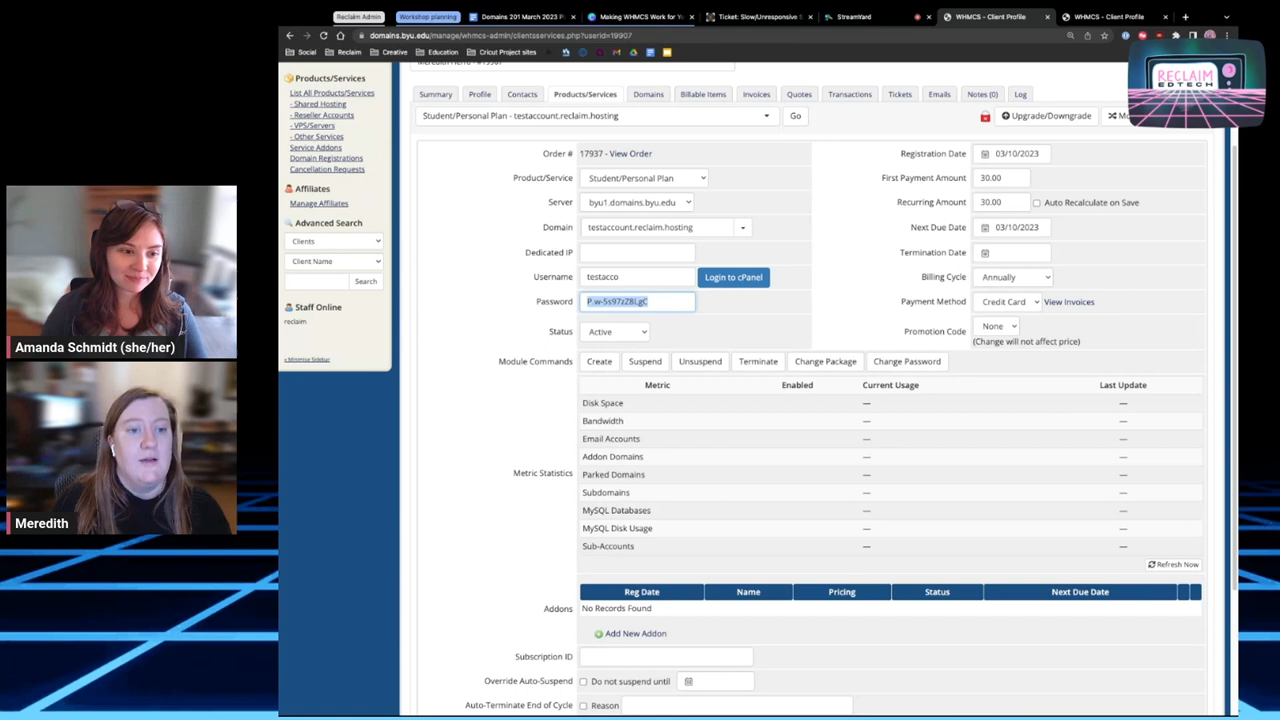 Reclaim Admin
Workshop planning
Domains 201 March 2023 P
Making WHMCS Work for Y
Ticket: Slow/Unresponsive S
StreamYard
WHMCS - Client Profile
WHMCS - Client Profile
domains.byu.edu/manage/whmcs-admin/clientsservices.php?userid=19907
Social
Reclaim
Creative
Education
Cricut Project sites
RECLAIM
EDTECH
Products/Services
List All Products/Services
- Shared Hosting
- Reseller Accounts
- VPS/Servers
- Other Services
Service Addons
Domain Registrations
Cancellation Requests
Affiliates
Manage Affiliates
Advanced Search
Clients
Client Name
Search
Staff Online
reclaim
« Minimise Sidebar
Summary
Profile
Contacts
Products/Services
Domains
Billable Items
Invoices
Quotes
Transactions
Tickets
Emails
Notes (0)
Log
Student/Personal Plan - testaccount.reclaim.hosting
Go
Upgrade/Downgrade
Order # 17937 - View Order
Registration Date 03/10/2023
Product/Service Student/Personal Plan
First Payment Amount 30.00
Server byu1.domains.byu.edu
Recurring Amount 30.00 Auto Recalculate on Save
Domain testaccount.reclaim.hosting
Next Due Date 03/10/2023
Dedicated IP
Termination Date
Username testacco Login to cPanel
Billing Cycle Annually
Password P.w-5s97zZ8LgC
Payment Method Credit Card View Invoices
Status Active
Promotion Code None
(Change will not affect price)
Module Commands Create Suspend Unsuspend Terminate Change Package Change Password
Metric Enabled Current Usage Last Update
Disk Space — —
Bandwidth — —
Email Accounts — —
Addon Domains — —
Metric Statistics
Parked Domains — —
Subdomains — —
MySQL Databases — —
MySQL Disk Usage — —
Sub-Accounts — —
Refresh Now
Reg Date Name Pricing Status Next Due Date
Addons No Records Found
Add New Addon
Subscription ID
Override Auto-Suspend Do not suspend until
Auto-Terminate End of Cycle Reason
Amanda Schmidt (she/her)
Meredith